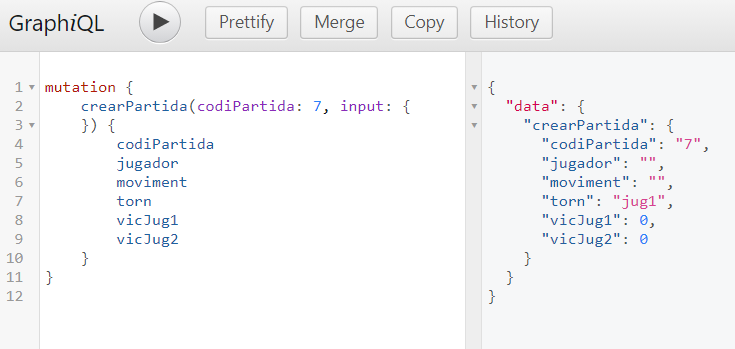 GraphiQL Prettify Merge Copy History
1 mutation {
2 crearPartida(codiPartida: 7, input: {
3 }) {
4 codiPartida
5 jugador
6 moviment
7 torn
8 vicJug1
9 vicJug2
10 }
11 }
12
{
"data": {
"crearPartida": {
"codiPartida": "7",
"jugador": "",
"moviment": "",
"torn": "jug1",
"vicJug1": 0,
"vicJug2": 0
}
}
}